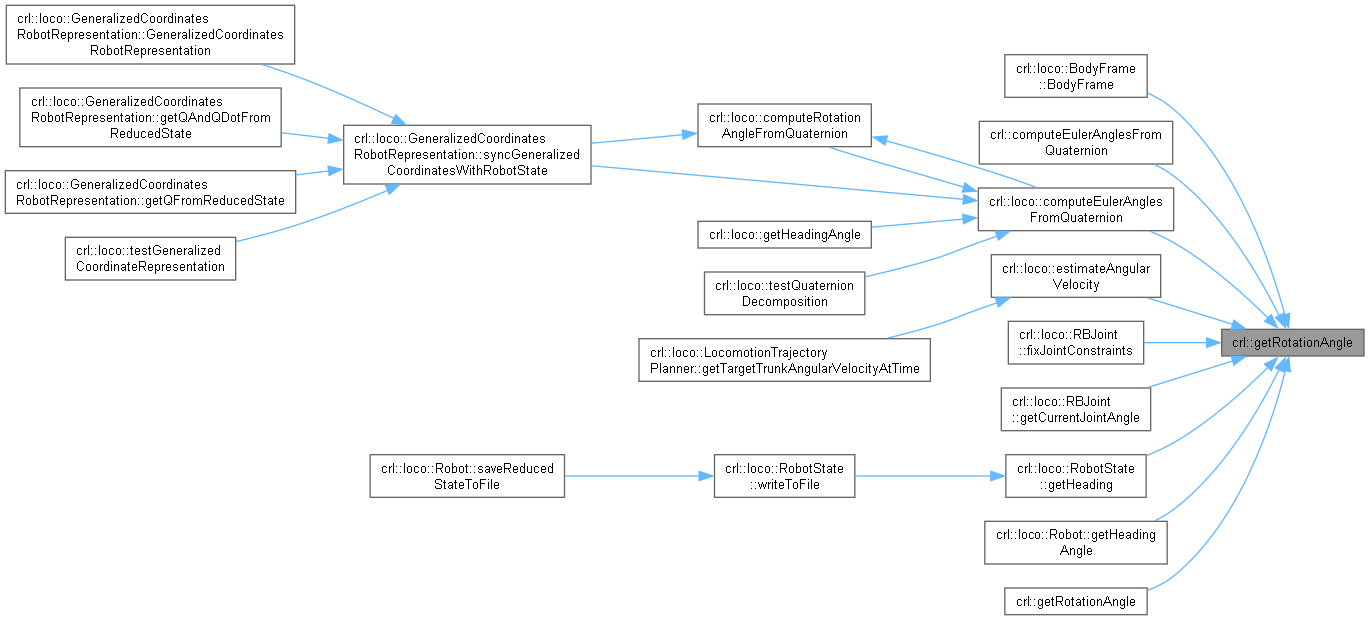 crl::loco::GeneralizedCoordinates
RobotRepresentation::GeneralizedCoordinates
RobotRepresentation
crl::loco::GeneralizedCoordinates
RobotRepresentation::getQAndQDotFrom
ReducedState
crl::loco::GeneralizedCoordinates
RobotRepresentation::getQFromReducedState
crl::loco::testGeneralized
CoordinateRepresentation
crl::loco::GeneralizedCoordinates
RobotRepresentation::syncGeneralized
CoordinatesWithRobotState
crl::loco::computeRotation
AngleFromQuaternion
crl::loco::getHeadingAngle
crl::loco::testQuaternion
Decomposition
crl::loco::LocomotionTrajectory
Planner::getTargetTrunkAngularVelocityAtTime
crl::loco::Robot::saveReduced
StateToFile
crl::loco::RobotState
::writeToFile
crl::loco::BodyFrame
::BodyFrame
crl::computeEulerAnglesFrom
Quaternion
crl::loco::computeEulerAngles
FromQuaternion
crl::loco::estimateAngular
Velocity
crl::loco::RBJoint
::fixJointConstraints
crl::loco::RBJoint
::getCurrentJointAngle
crl::loco::RobotState
::getHeading
crl::loco::Robot::getHeading
Angle
crl::getRotationAngle
crl::getRotationAngle